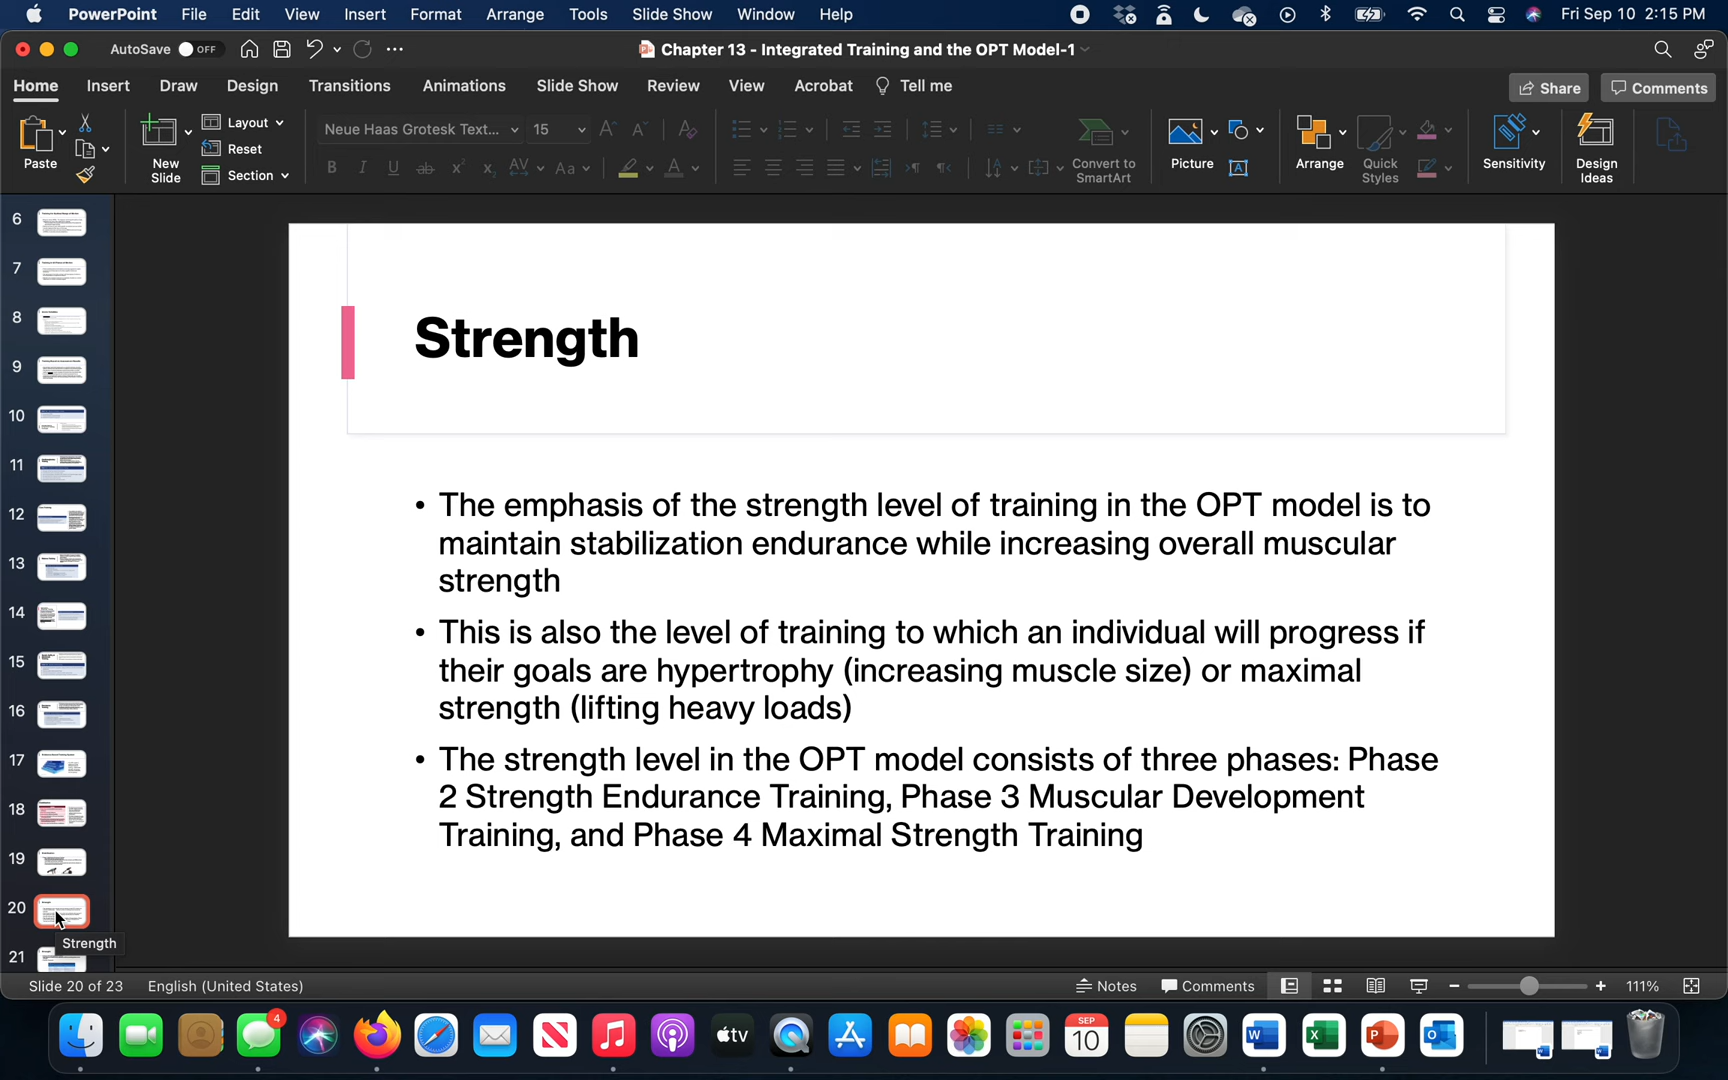 PowerPoint File Edit View Insert Format Arrange Tools Slide Show Window Help Fri Sep 10 2:15 PM
AutoSave OFF Chapter 13 - Integrated Training and the OPT Model-1
Home Insert Draw Design Transitions Animations Slide Show Review View Acrobat Tell me Share Comments
Paste New Slide Layout Reset Section Neue Haas Grotesk Text... 15 Convert to SmartArt Picture Arrange Quick Styles Sensitivity Design Ideas
6
7
8
9
10
11
12
13
14
15
16
17
18
19
20
Strength
21
Strength
• The emphasis of the strength level of training in the OPT model is to
maintain stabilization endurance while increasing overall muscular
strength
• This is also the level of training to which an individual will progress if
their goals are hypertrophy (increasing muscle size) or maximal
strength (lifting heavy loads)
• The strength level in the OPT model consists of three phases: Phase
2 Strength Endurance Training, Phase 3 Muscular Development
Training, and Phase 4 Maximal Strength Training
Slide 20 of 23 English (United States) Notes Comments 111%
4
tv
SEP
10